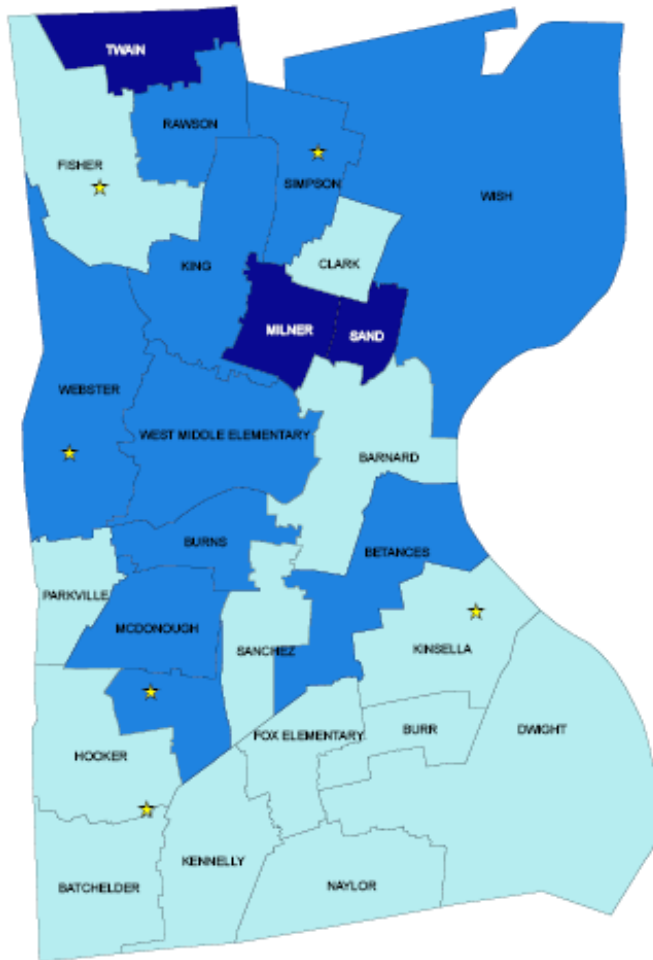 TWAIN
RAWSON
FISHER
SIMPSON
WISH
CLARK
KING
MILNER
SAND
WEBSTER
WEST MIDDLE ELEMENTARY
BARNARD
BURNS
BETANCES
PARKVILLE
MCDONOUGH
SANCHEZ
KINSELLA
FOX ELEMENTARY
BURR
DWIGHT
HOOKER
KENNELLY
BATCHELDER
NAYLOR